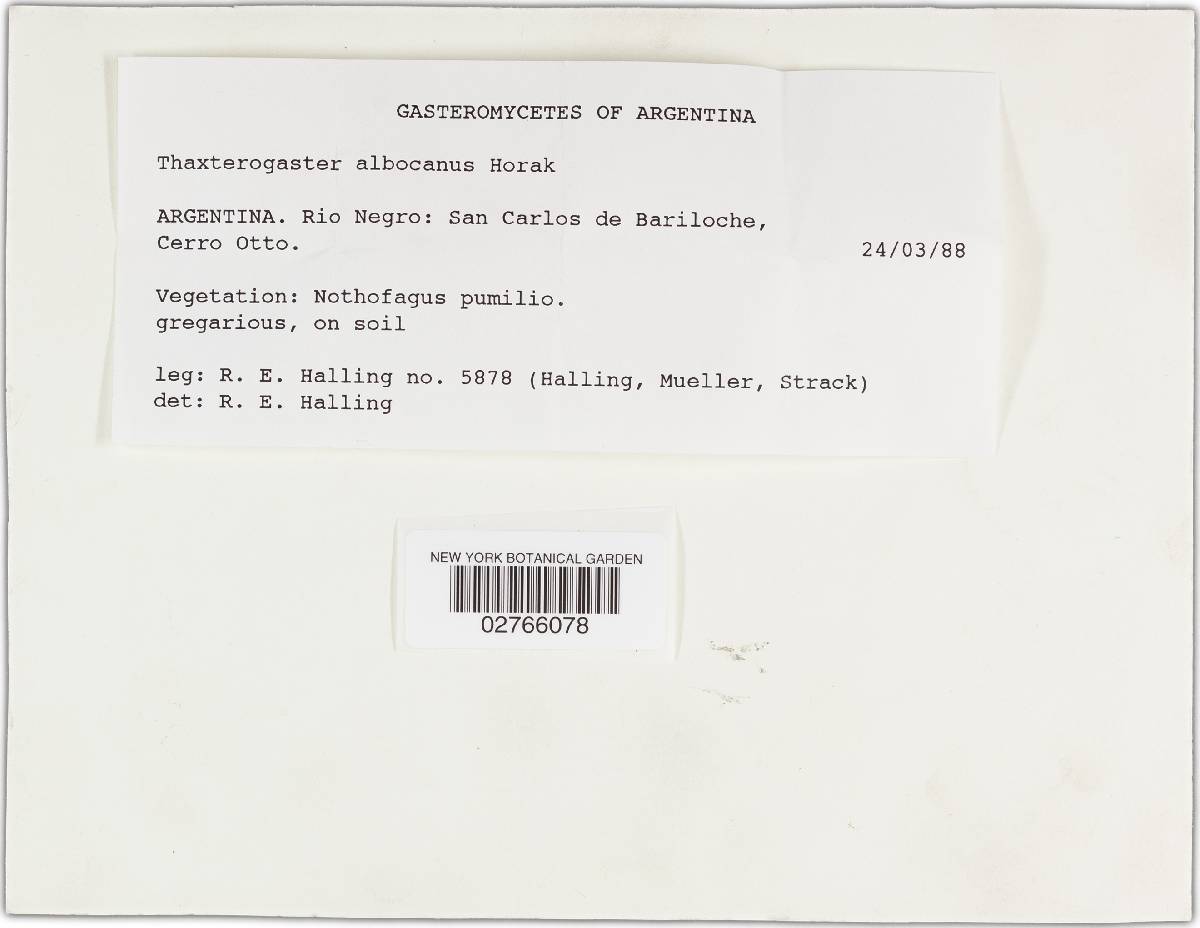 GASTEROMYCETES OF ARGENTINA
Thaxterogaster albocanus Horak
ARGENTINA. Rio Negro: San Carlos de Bariloche,
Cerro Otto.
24/03/88
Vegetation: Nothofagus pumilio.
gregarious, on soil
leg: R. E. Halling no. 5878 (Halling, Mueller, Strack)
det: R. E. Halling
NEW YORK BOTANICAL GARDEN
02766078